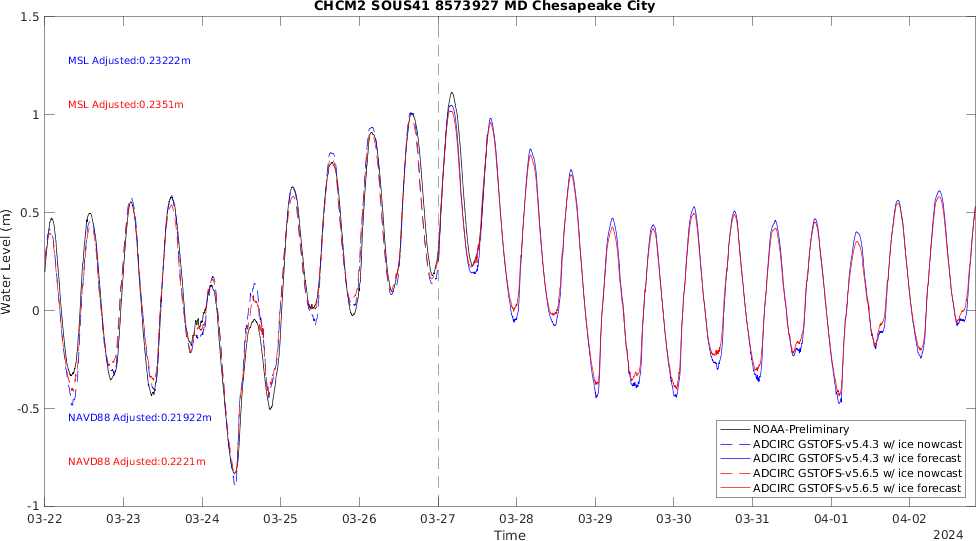 CHCM2 SOUS41 8573927 MD Chesapeake City
1.5
MSL Adjusted:0.23222m
MSL Adjusted:0.2351m
1
0.5
Water Level (m)
0
-0.5
NAVD88 Adjusted:0.21922m
NAVD88 Adjusted:0.2221m
NOAA-Preliminary
ADCIRC GSTOFS-v5.4.3 w/ ice nowcast
ADCIRC GSTOFS-v5.4.3 w/ ice forecast
ADCIRC GSTOFS-v5.6.5 w/ ice nowcast
ADCIRC GSTOFS-v5.6.5 w/ ice forecast
-1
03-22 03-23 03-24 03-25 03-26 03-27 03-28 03-29 03-30 03-31 04-01 04-02
Time
2024